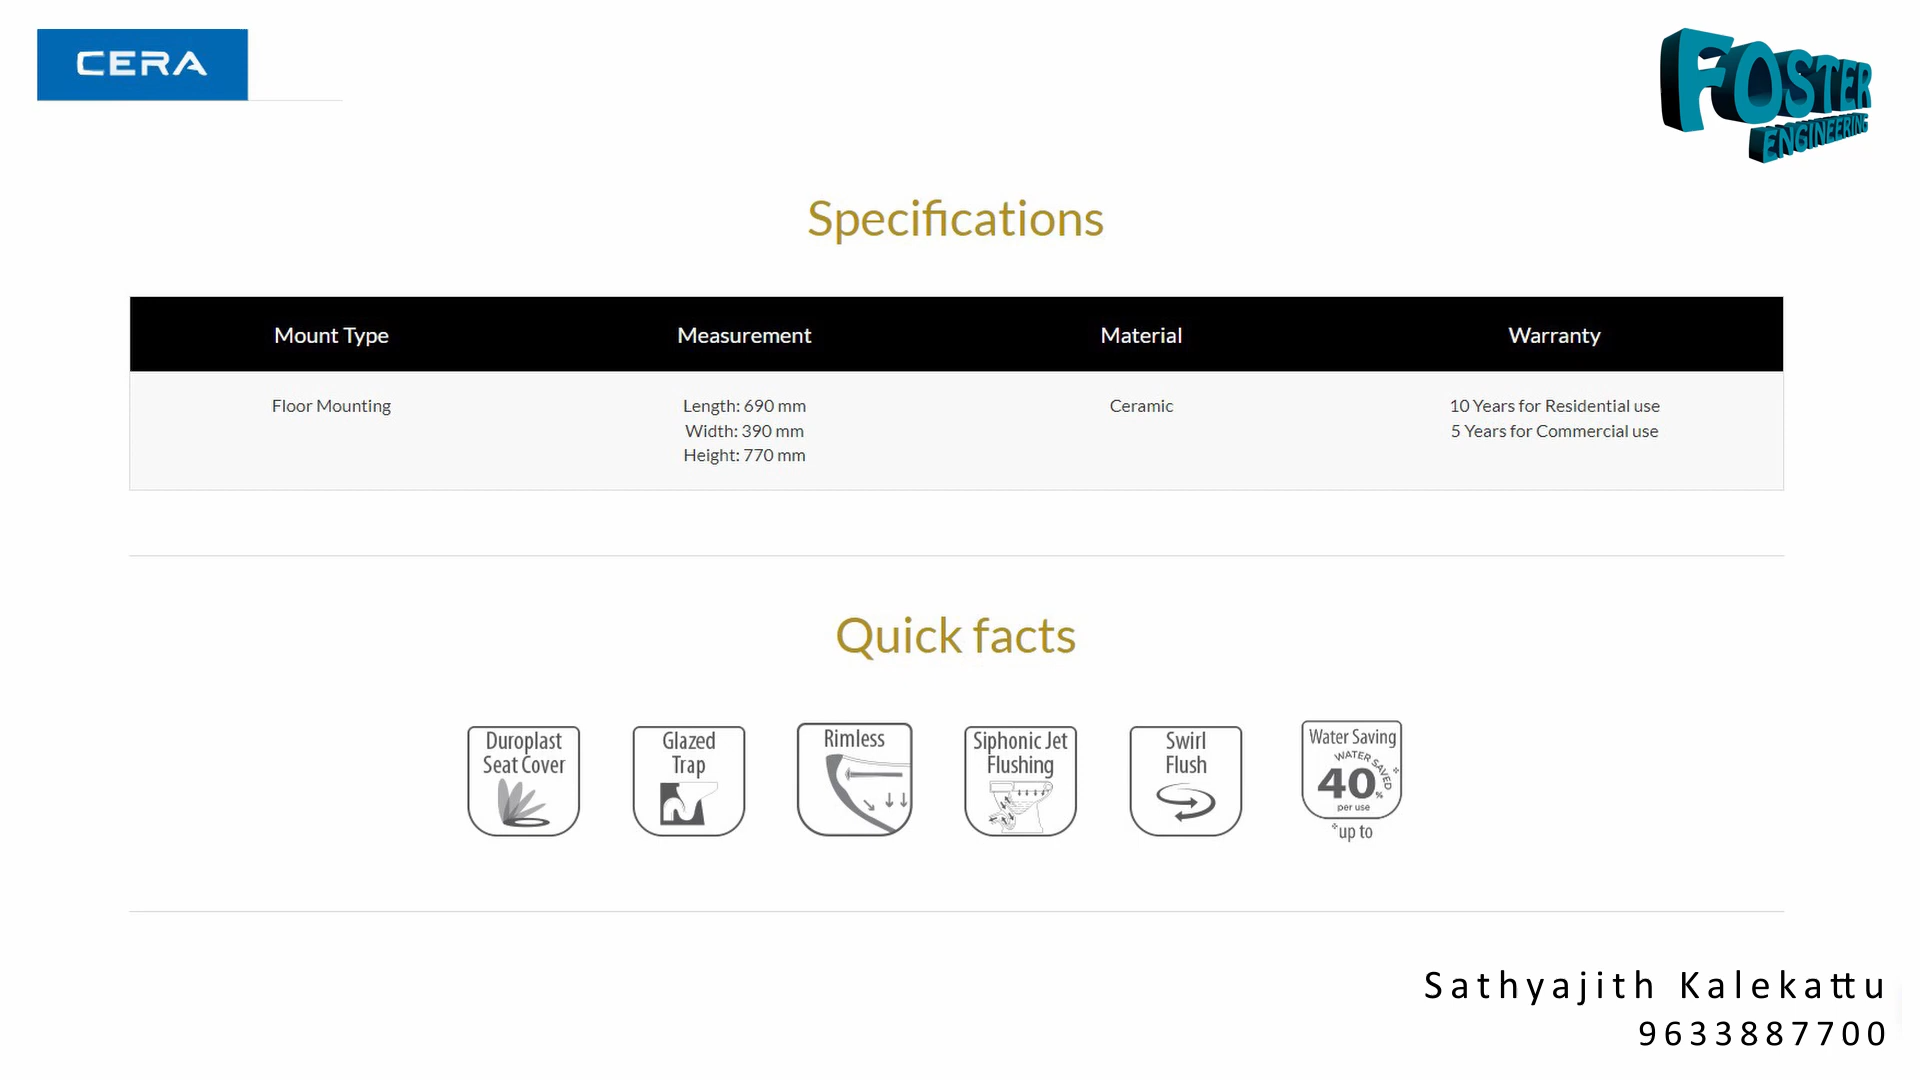 CERA
FOSTER
ENGINEERING
Specifications
Mount Type Measurement Material Warranty
Floor Mounting Length: 690 mm Ceramic 10 Years for Residential use
Width: 390 mm 5 Years for Commercial use
Height: 770 mm
Quick facts
Duroplast
Seat Cover
Glazed
Trap
Rimless
Siphonic Jet
Flushing
Swirl
Flush
Water Saving
WATER SAVED*
40%
per use
*up to
Sathyajith Kalekattu
9633887700